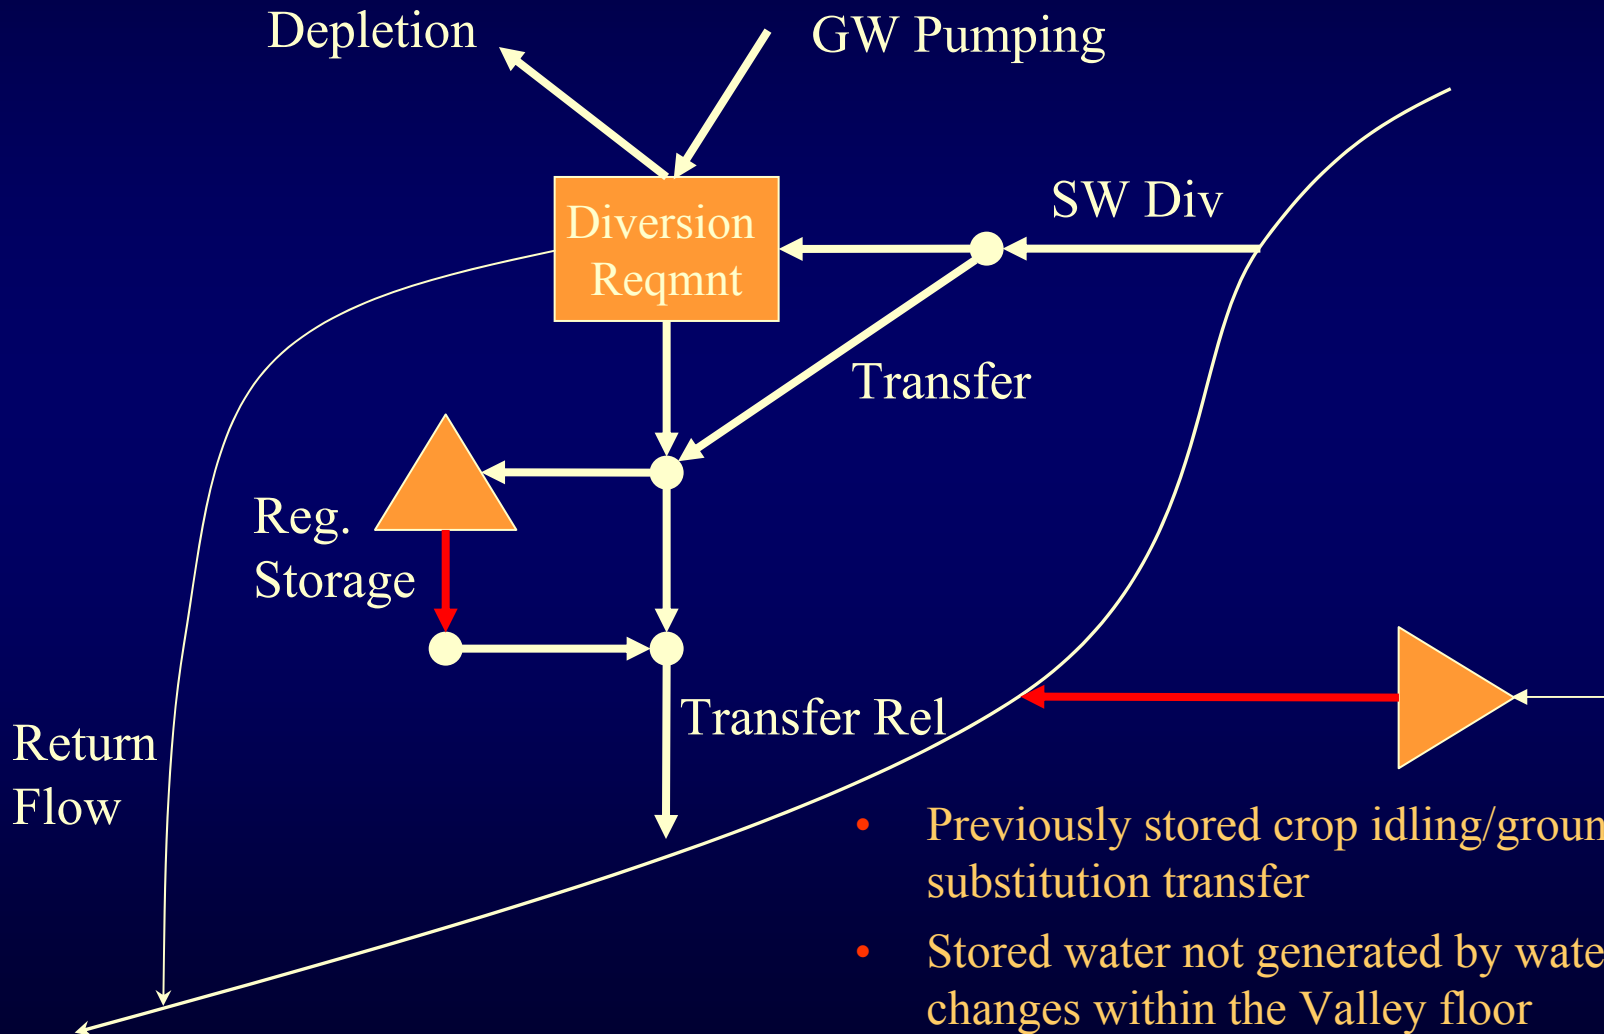 Depletion
GW Pumping
SW Div
Diversion
Reqmnt
Transfer
Reg.
Storage
Transfer Rel
Return
Flow
• Previously stored crop idling/groun
substitution transfer
• Stored water not generated by wate
changes within the Valley floor